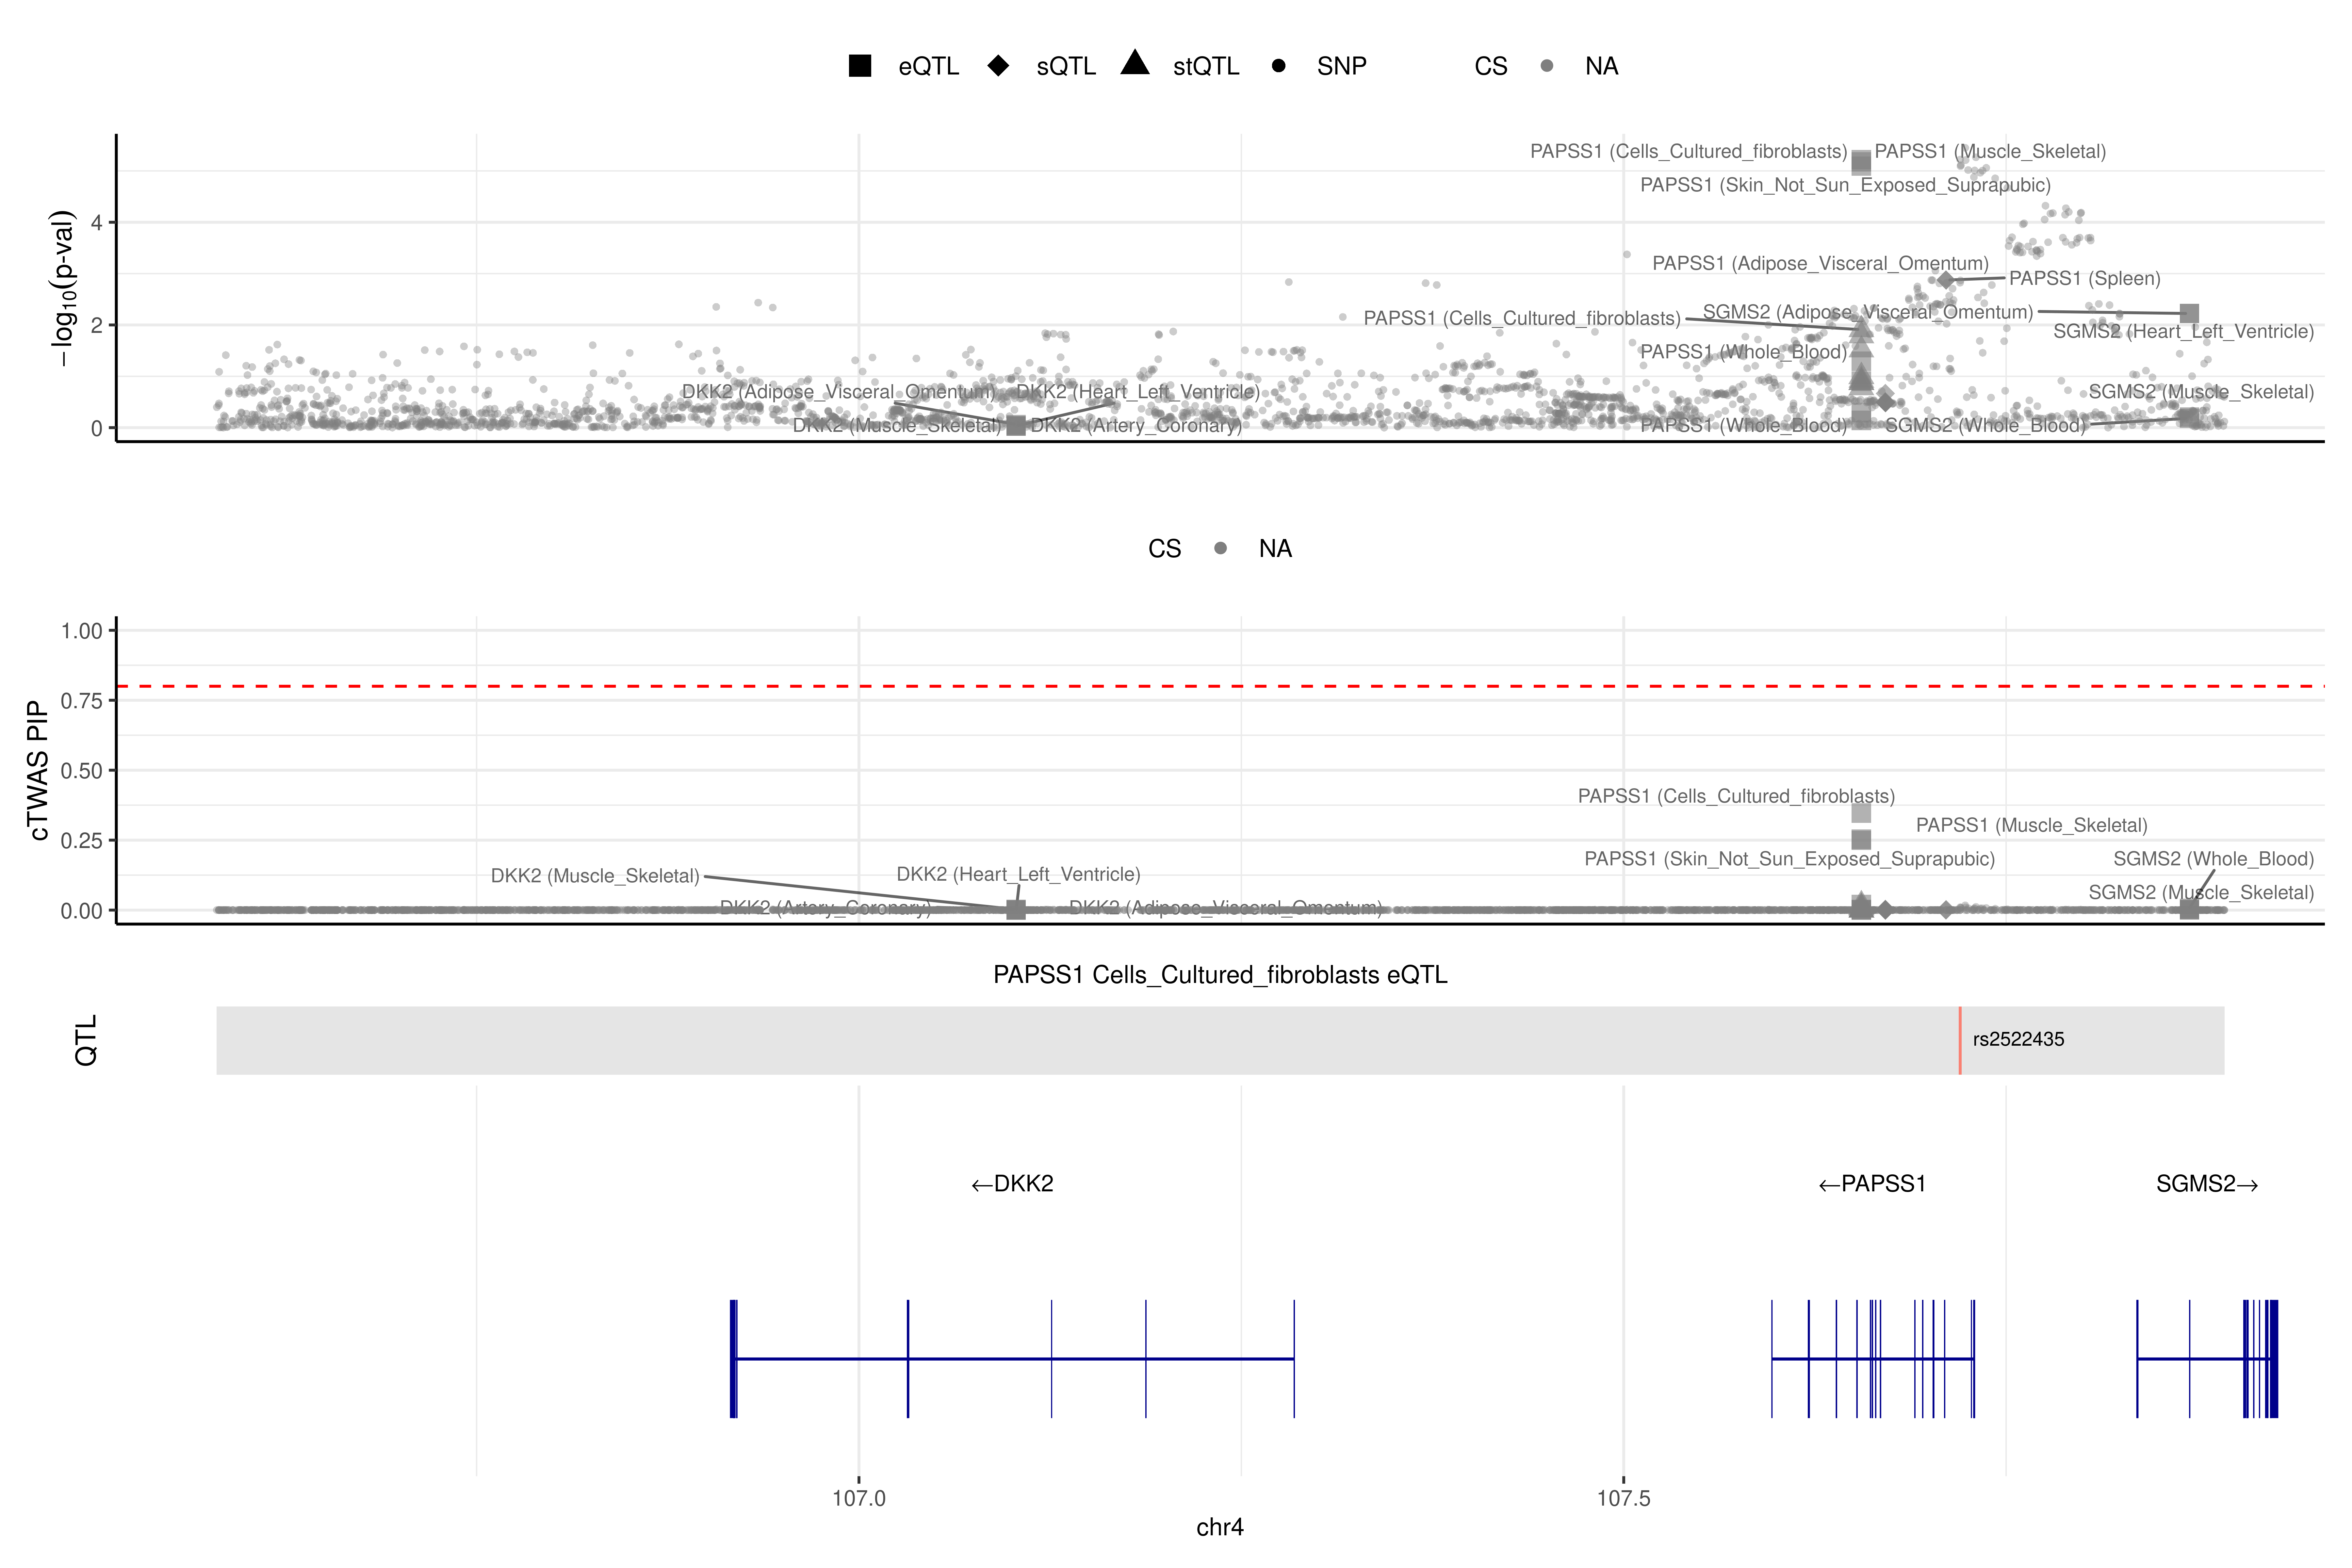 eQTL sQTL stQTL SNP CS NA
−log10(p-val)
4
2
0
PAPSS1 (Cells_Cultured_fibroblasts) PAPSS1 (Muscle_Skeletal)
PAPSS1 (Skin_Not_Sun_Exposed_Suprapubic)
PAPSS1 (Adipose_Visceral_Omentum)
PAPSS1 (Spleen)
SGMS2 (Adipose_Visceral_Omentum)
PAPSS1 (Cells_Cultured_fibroblasts)
SGMS2 (Heart_Left_Ventricle)
PAPSS1 (Whole_Blood)
DKK2 (Adipose_Visceral_Omentum) DKK2 (Heart_Left_Ventricle) SGMS2 (Muscle_Skeletal)
DKK2 (Muscle_Skeletal) DKK2 (Artery_Coronary) PAPSS1 (Whole_Blood) SGMS2 (Whole_Blood)
CS NA
cTWAS PIP
1.00
0.75
0.50
0.25
0.00
PAPSS1 (Cells_Cultured_fibroblasts)
PAPSS1 (Muscle_Skeletal)
PAPSS1 (Skin_Not_Sun_Exposed_Suprapubic) SGMS2 (Whole_Blood)
DKK2 (Muscle_Skeletal) DKK2 (Heart_Left_Ventricle)
SGMS2 (Muscle_Skeletal)
DKK2 (Artery_Coronary) DKK2 (Adipose_Visceral_Omentum)
PAPSS1 Cells_Cultured_fibroblasts eQTL
QTL
rs2522435
←DKK2 ←PAPSS1 SGMS2→
107.0 107.5
chr4